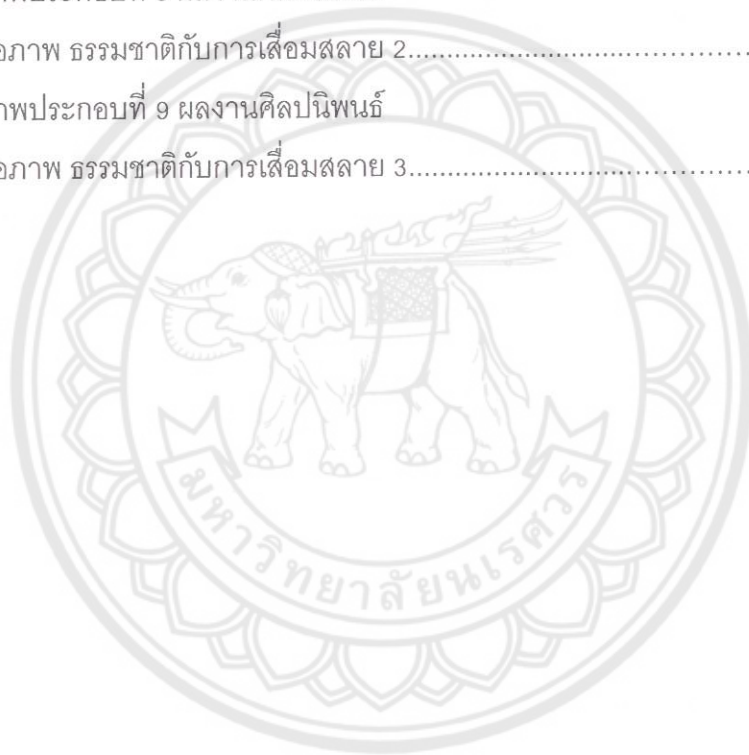 ภาพ ธรรมชาติกับการเสื่อมสลาย 2
ภาพประกอบที่ 9 ผลงานศิลปนิพนธ์
ภาพ ธรรมชาติกับการเสื่อมสลาย 3
มหาวิทยาลัยนเรศวร